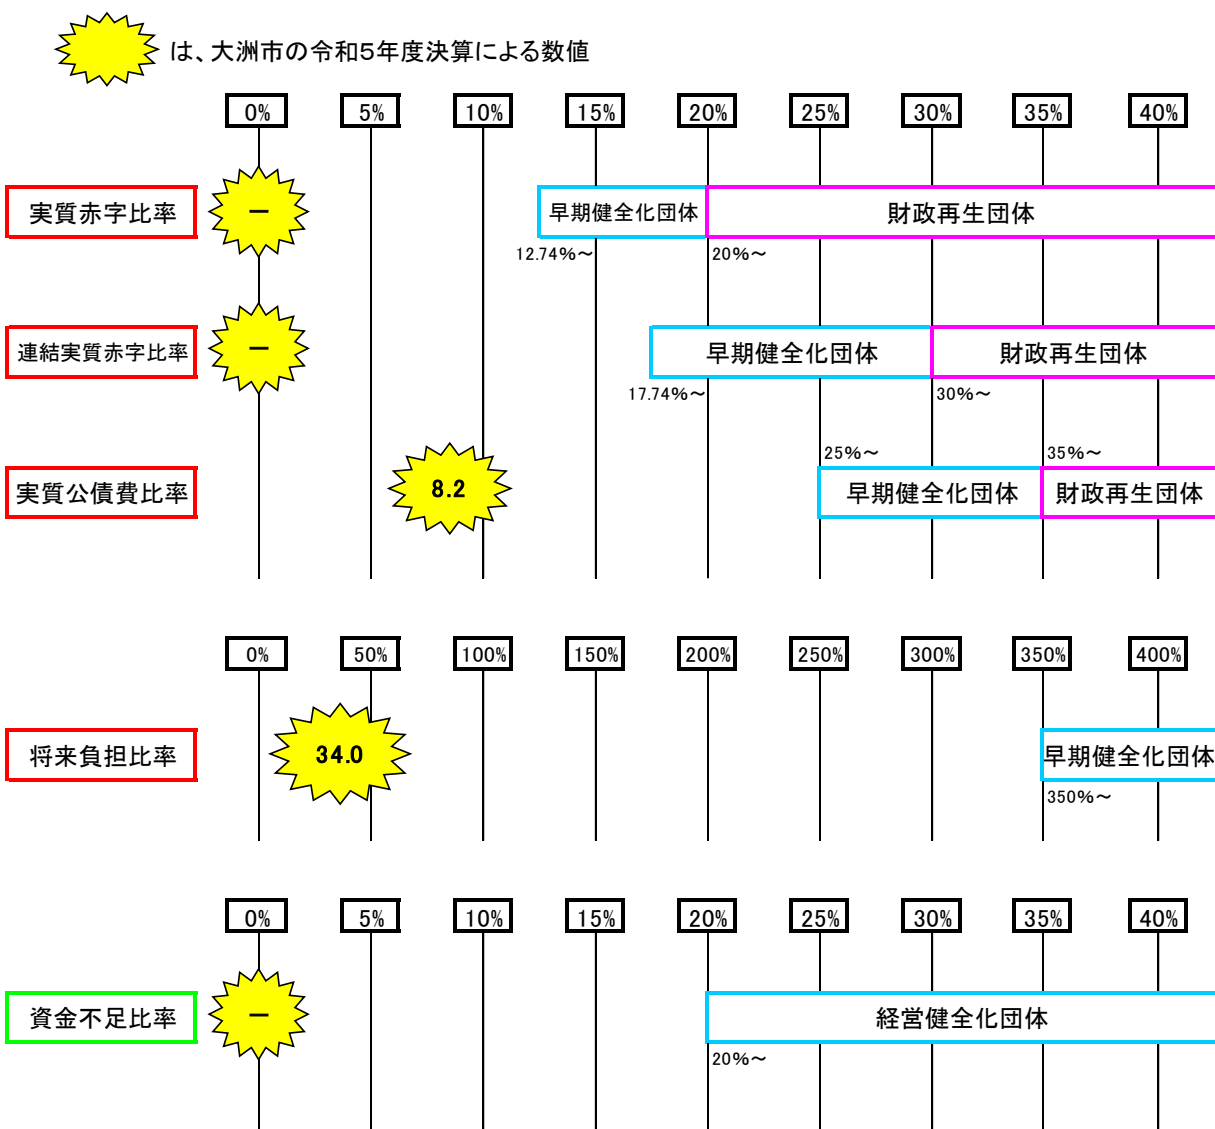 は、大洲市の令和5年度決算による数値
0% 5% 10% 15% 20% 25% 30% 35% 40%
実質赤字比率 － 早期健全化団体 財政再生団体
12.74%～ 20%～
連結実質赤字比率 － 早期健全化団体 財政再生団体
17.74%～ 30%～
25%～ 35%～
実質公債費比率 8.2 早期健全化団体 財政再生団体
0% 50% 100% 150% 200% 250% 300% 350% 400%
将来負担比率 34.0 早期健全化団体
350%～
0% 5% 10% 15% 20% 25% 30% 35% 40%
資金不足比率 － 経営健全化団体
20%～